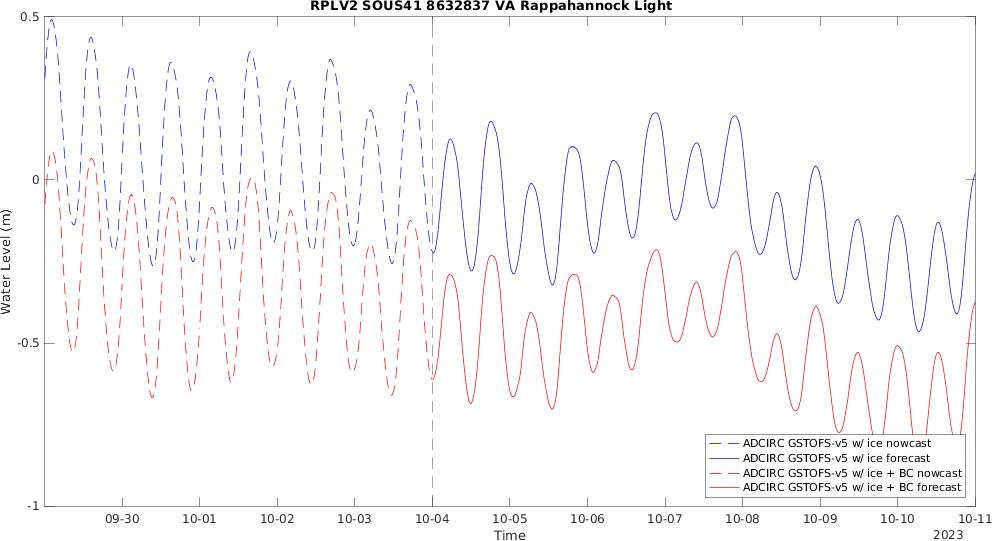 RPLV2 SOUS41 8632837 VA Rappahannock Light
0.5
0
-0.5
-1
Water Level (m)
09-30 10-01 10-02 10-03 10-04 10-05 10-06 10-07 10-08 10-09 10-10 10-11
Time
2023
ADCIRC GSTOFS-v5 w/ ice nowcast
ADCIRC GSTOFS-v5 w/ ice forecast
ADCIRC GSTOFS-v5 w/ ice + BC nowcast
ADCIRC GSTOFS-v5 w/ ice + BC forecast